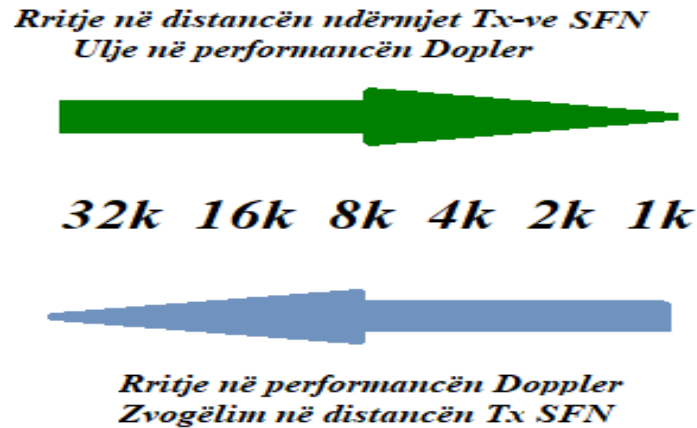 Rritje në distancën ndërmjet Tx-ve SFN
Ulje në performancën Dopler
32k 16k 8k 4k 2k 1k
Rritje në performancën Doppler
Zvogëlim në distancën Tx SFN